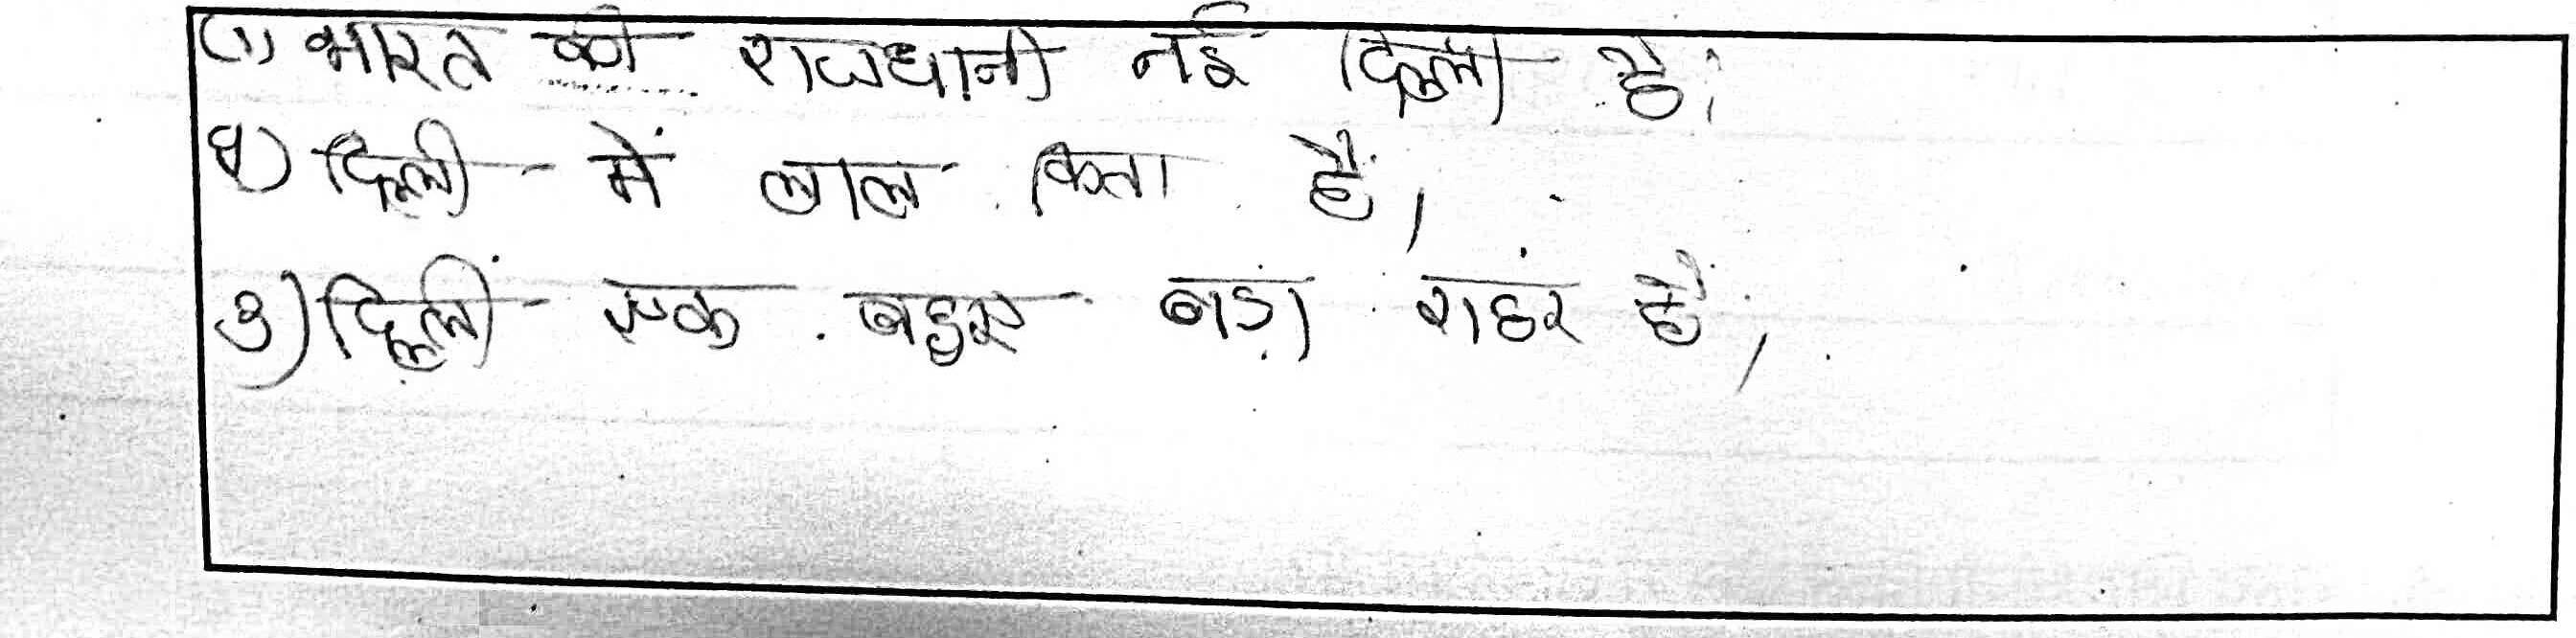 (1) भारत की राजधानी नई दिल्ली है।
2) दिल्ली में लाल किला है।
3) दिल्ली एक बहुत बड़ा शहर है।